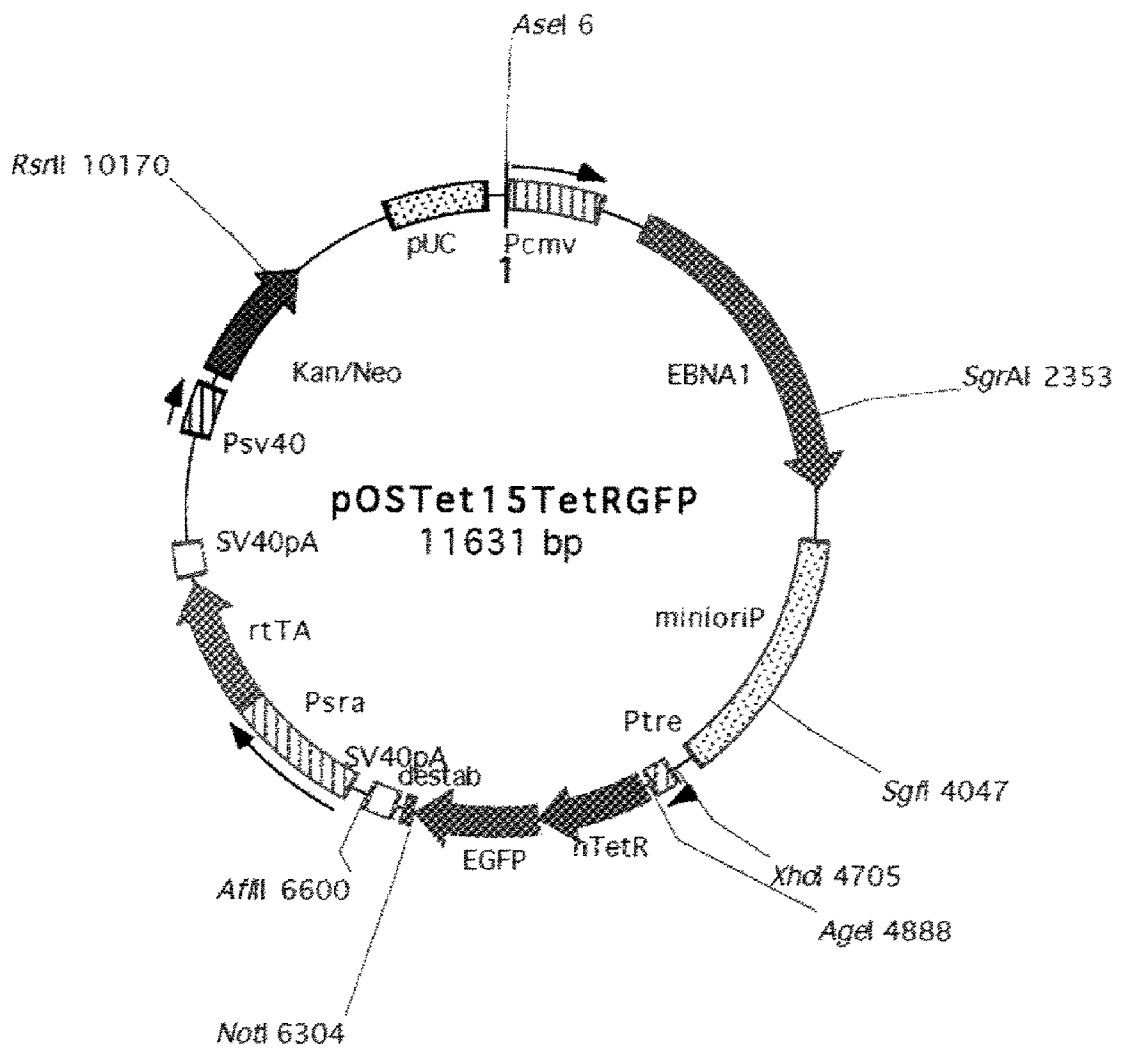 AseI 6
RsrII 10170
pUC
Pcmv
1
Kan/Neo
EBNA1
SgrAI 2353
Psv40
pOSTet15TetRGFP
11631 bp
SV40pA
minioriP
rtTA
Psra
Ptre
SV40pA
destab
SgfI 4047
EGFP
nTetR
AflII 6600
XhoI 4705
AgeI 4888
NotI 6304